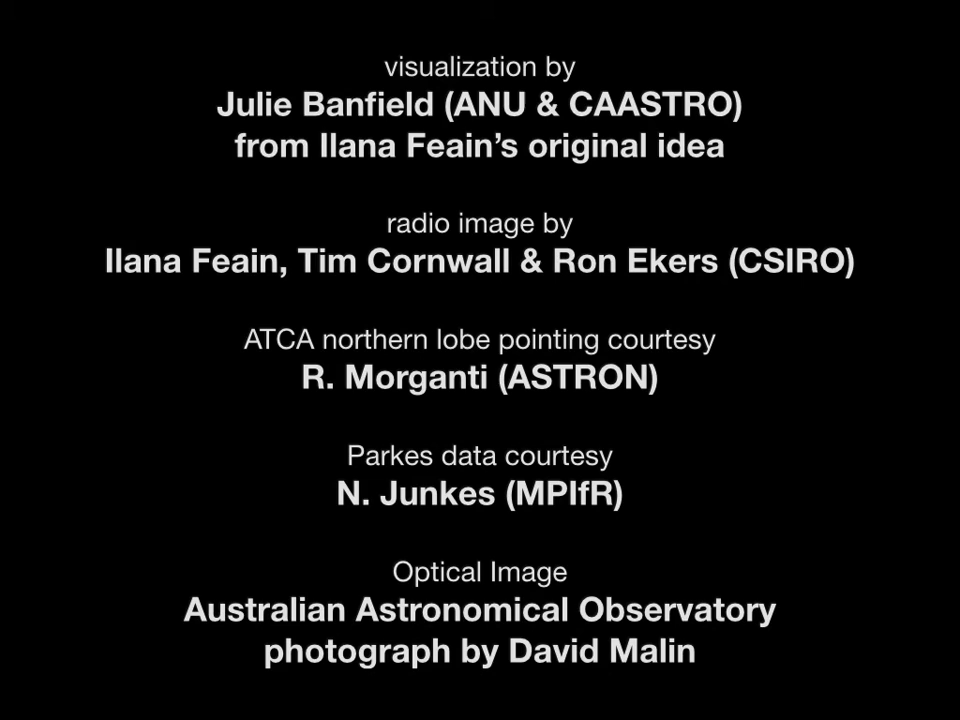 visualization by
Julie Banfield (ANU & CAASTRO)
from Ilana Feain’s original idea
radio image by
Ilana Feain, Tim Cornwall & Ron Ekers (CSIRO)
ATCA northern lobe pointing courtesy
R. Morganti (ASTRON)
Parkes data courtesy
N. Junkes (MPIfR)
Optical Image
Australian Astronomical Observatory
photograph by David Malin